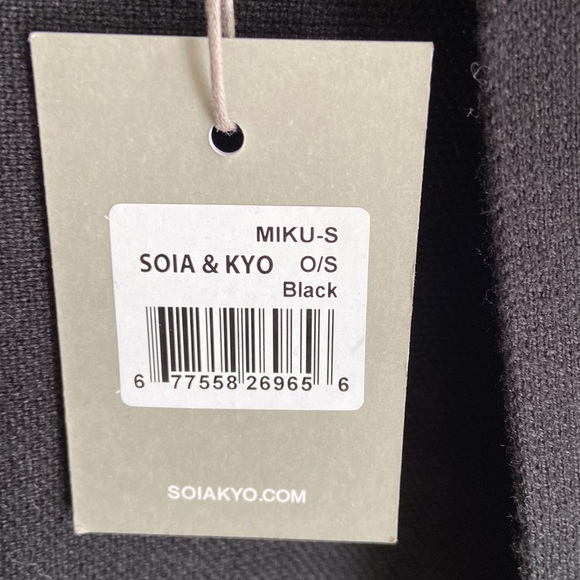 MIKU-S
SOIA & KYO O/S
Black
6 77558 26965 6
SOIAKYO.COM